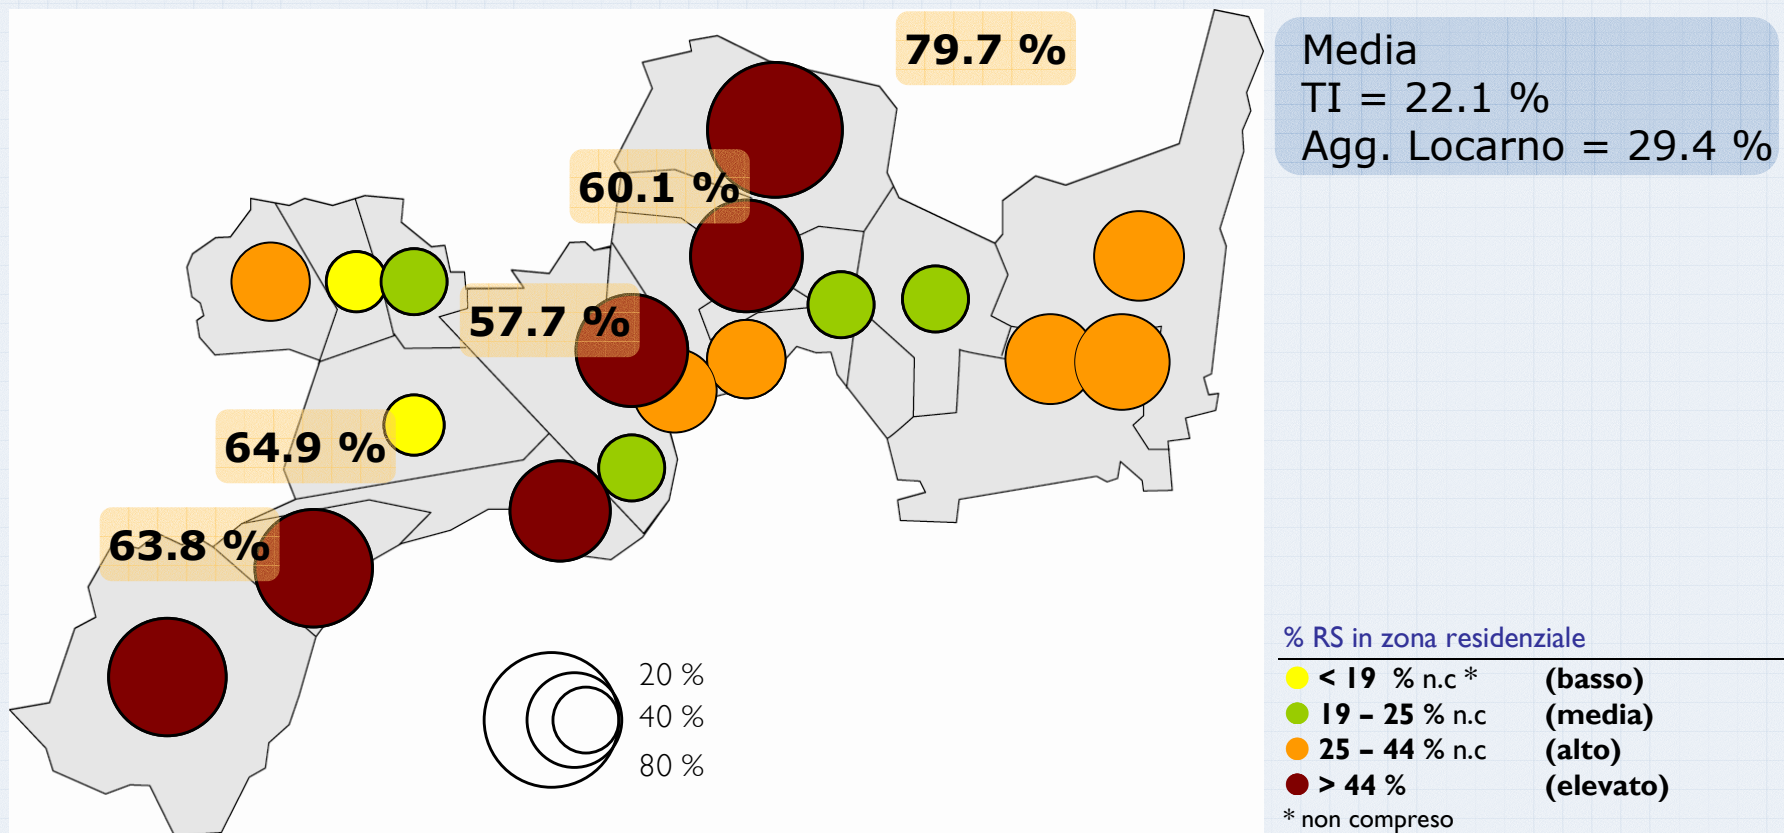 79.7 %
60.1 %
57.7 %
64.9 %
63.8 %
20 %
40 %
80 %
Media
TI = 22.1 %
Agg. Locarno = 29.4 %
% RS in zona residenziale
< 19 % n.c * (basso)
19 – 25 % n.c (media)
25 – 44 % n.c (alto)
> 44 % (elevato)
* non compreso